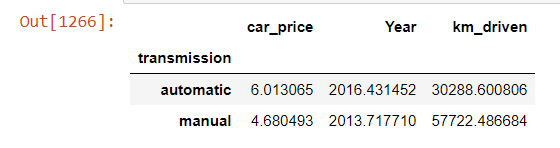 Out[1266]:
car_price Year km_driven
transmission
automatic 6.013065 2016.431452 30288.600806
manual 4.680493 2013.717710 57722.486684